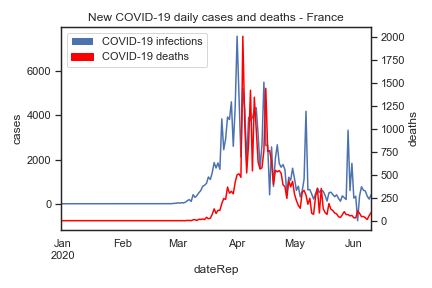 New COVID-19 daily cases and deaths - France
COVID-19 infections
COVID-19 deaths
6000
4000
2000
0
cases
2000
1750
1500
1250
1000
750
500
250
0
deaths
Jan Feb Mar Apr May Jun
2020
dateRep